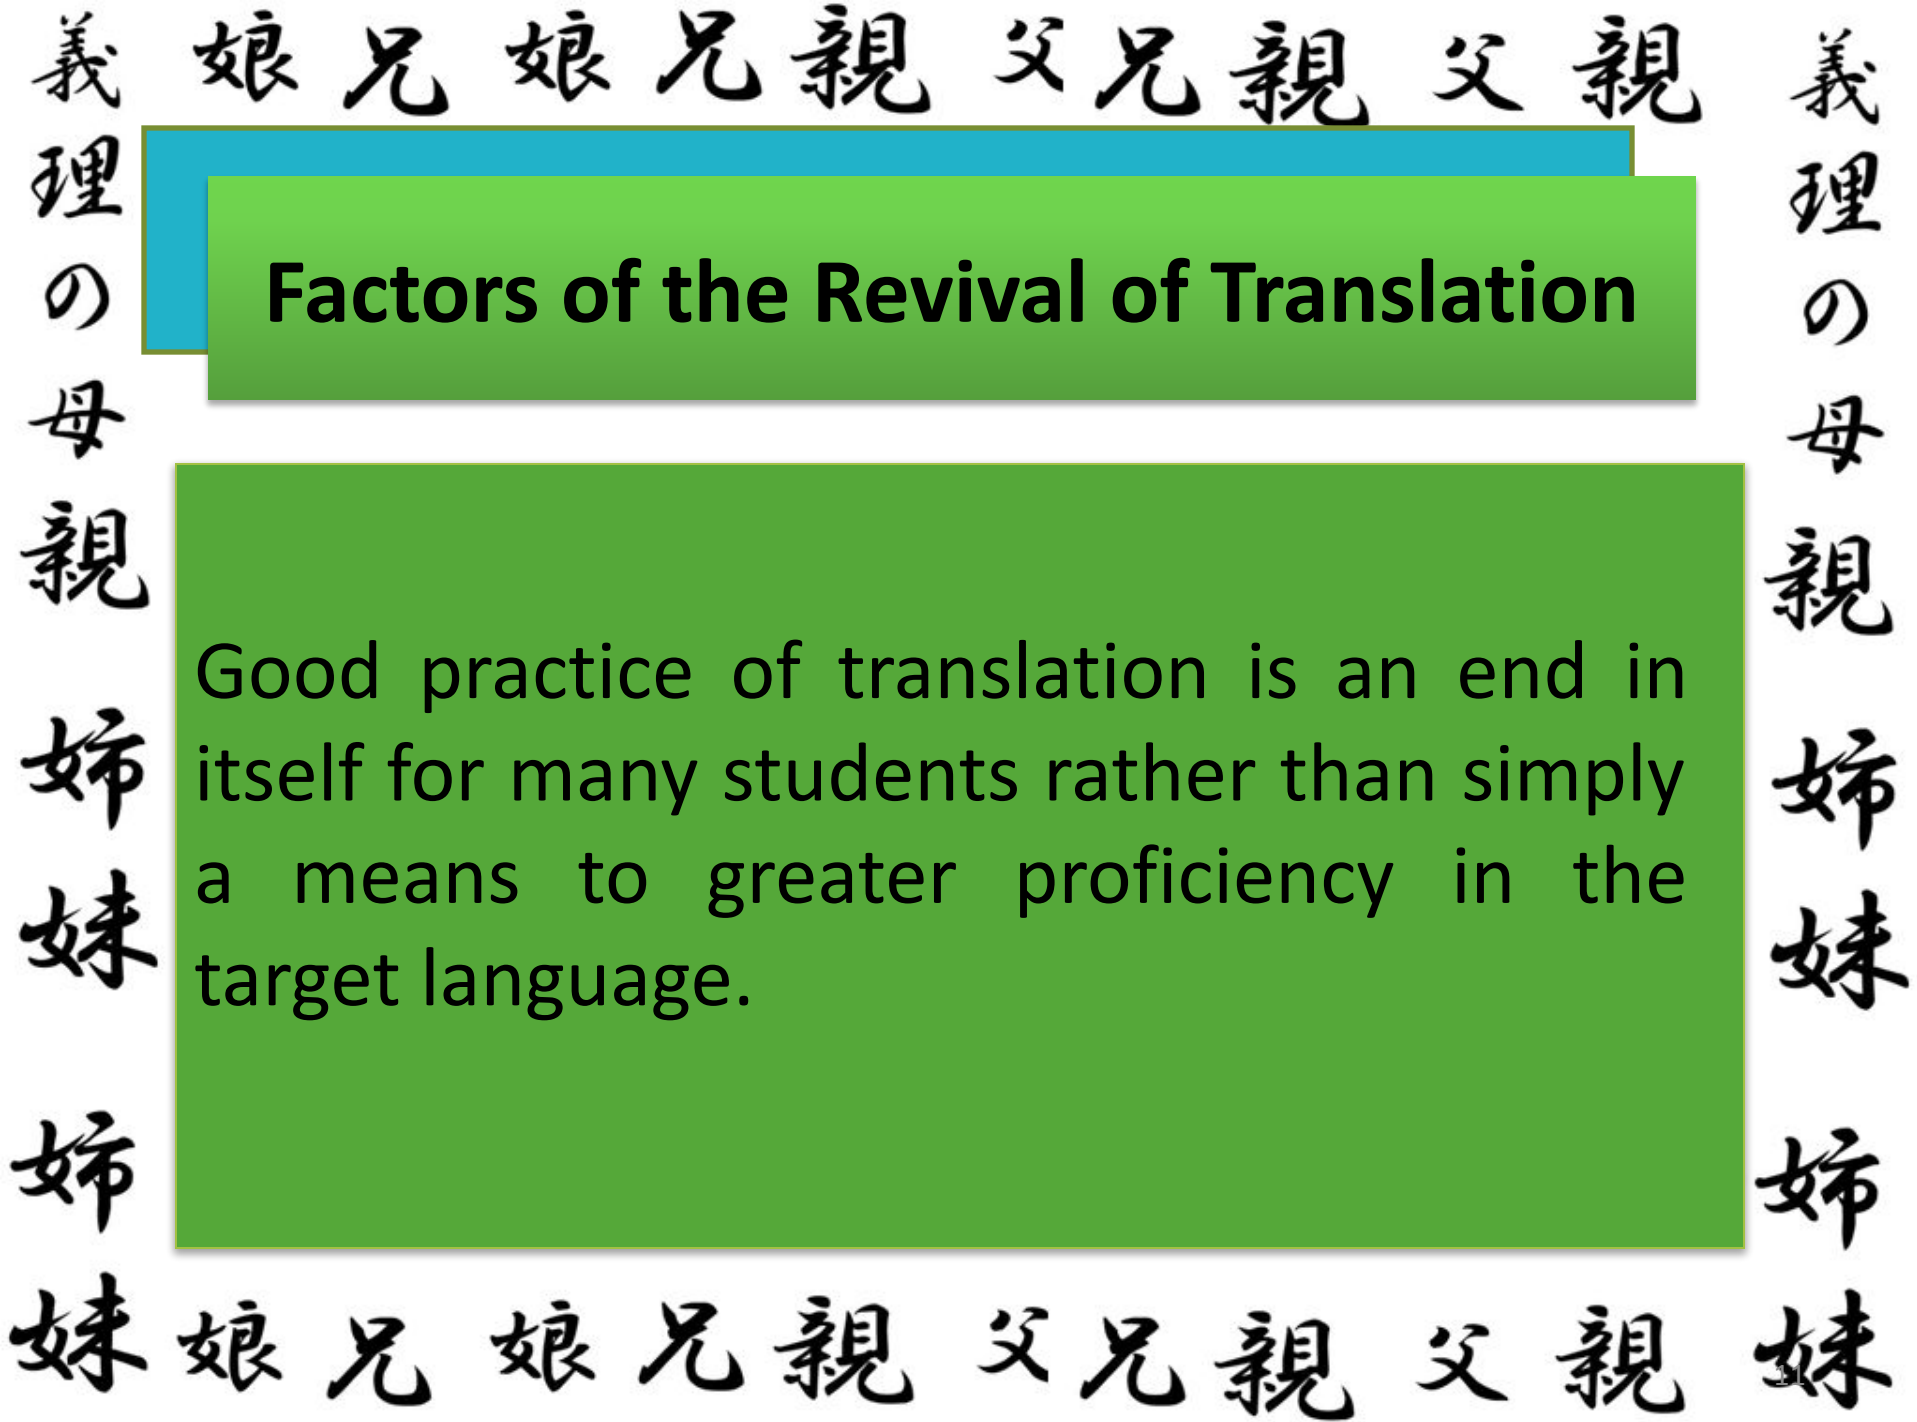 義 娘 兄 娘 兄 親 父 兄 親 父 親 義
理
の
母
親
姉
妹
姉
妹
Factors of the Revival of Translation
Good practice of translation is an end in
itself for many students rather than simply
a means to greater proficiency in the
target language.
理
の
母
親
姉
妹
姉
妹
娘 兄 娘 兄 親 父 兄 親 父 親
11